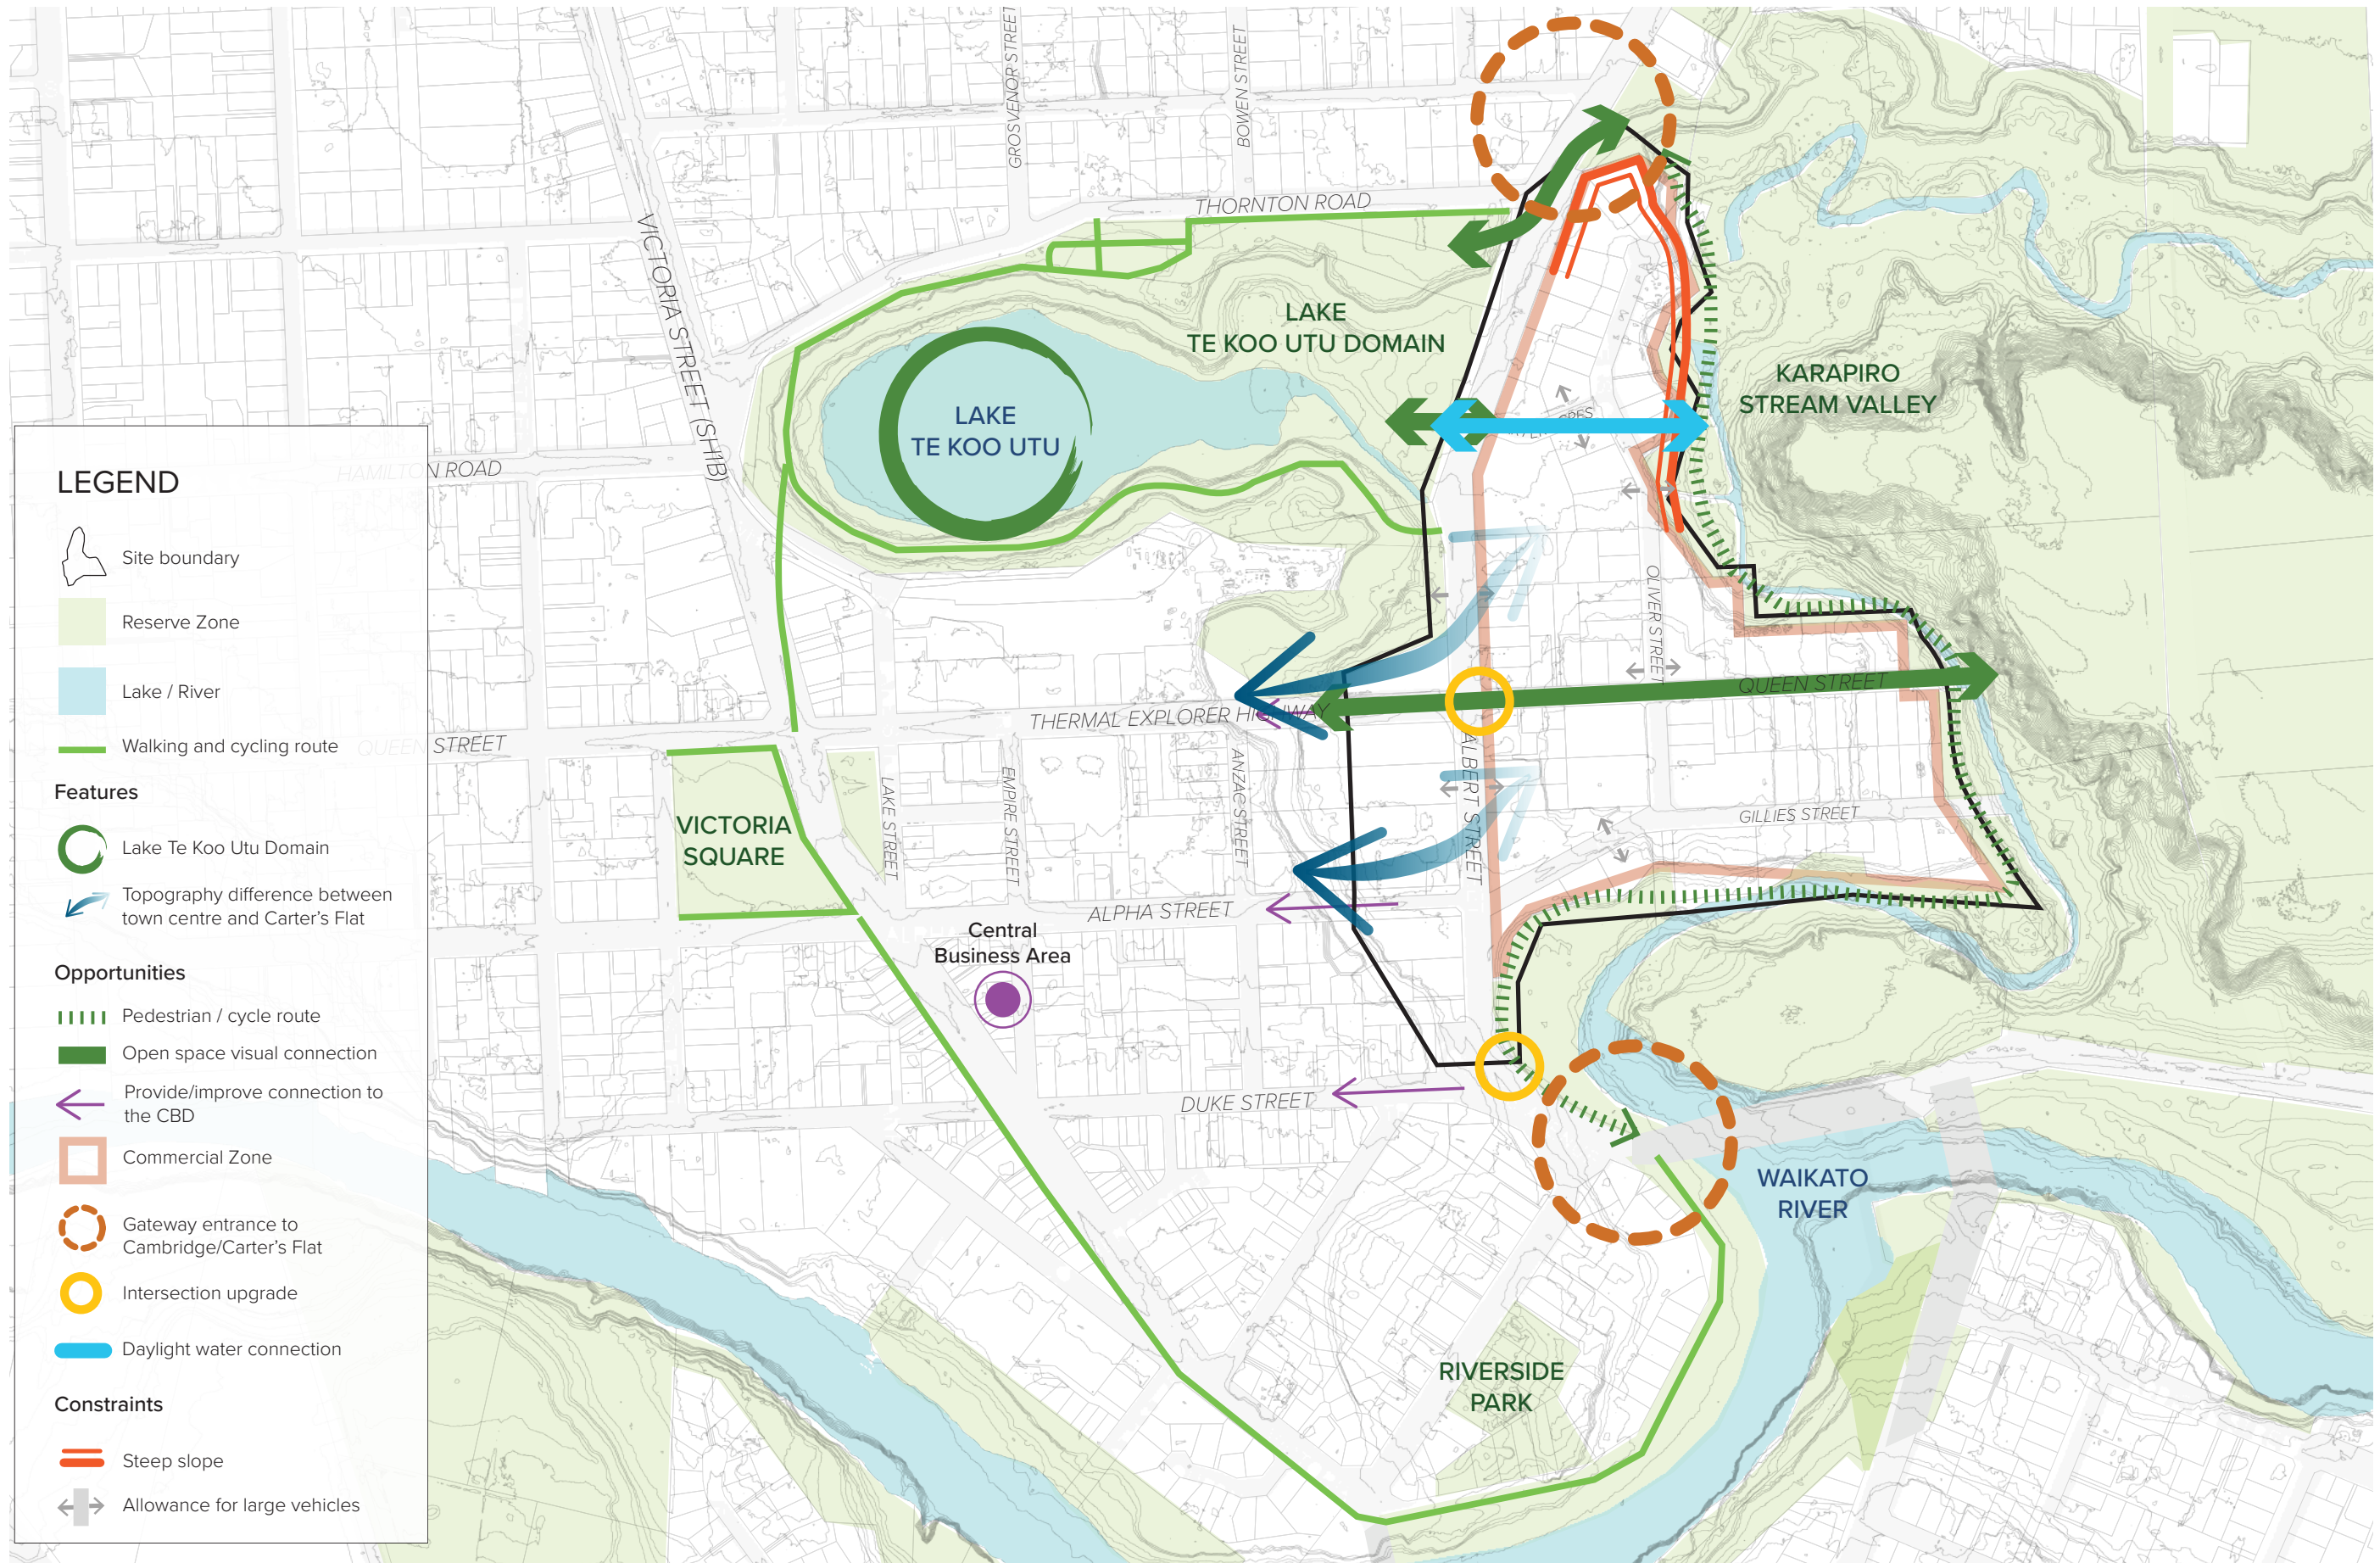 GROSVENOR STREET
BOWEN STREET
THORNTON ROAD
VICTORIA STREET (SH1B)
LAKE
TE KOO UTU DOMAIN
KARAPIRO
STREAM VALLEY
LAKE
TE KOO UTU
HAMILTON ROAD
OLIVER STREET
QUEEN STREET
THERMAL EXPLORER HIGHWAY
QUEEN STREET
ALBERT STREET
ANZAC STREET
EMPIRE STREET
LAKE STREET
GILLIES STREET
VICTORIA
SQUARE
ALPHA STREET
Central
Business Area
DUKE STREET
WAIKATO
RIVER
RIVERSIDE
PARK
LEGEND
Site boundary
Reserve Zone
Lake / River
Walking and cycling route
Features
Lake Te Koo Utu Domain
Topography difference between
town centre and Carter's Flat
Opportunities
Pedestrian / cycle route
Open space visual connection
Provide/improve connection to
the CBD
Commercial Zone
Gateway entrance to
Cambridge/Carter's Flat
Intersection upgrade
Daylight water connection
Constraints
Steep slope
Allowance for large vehicles